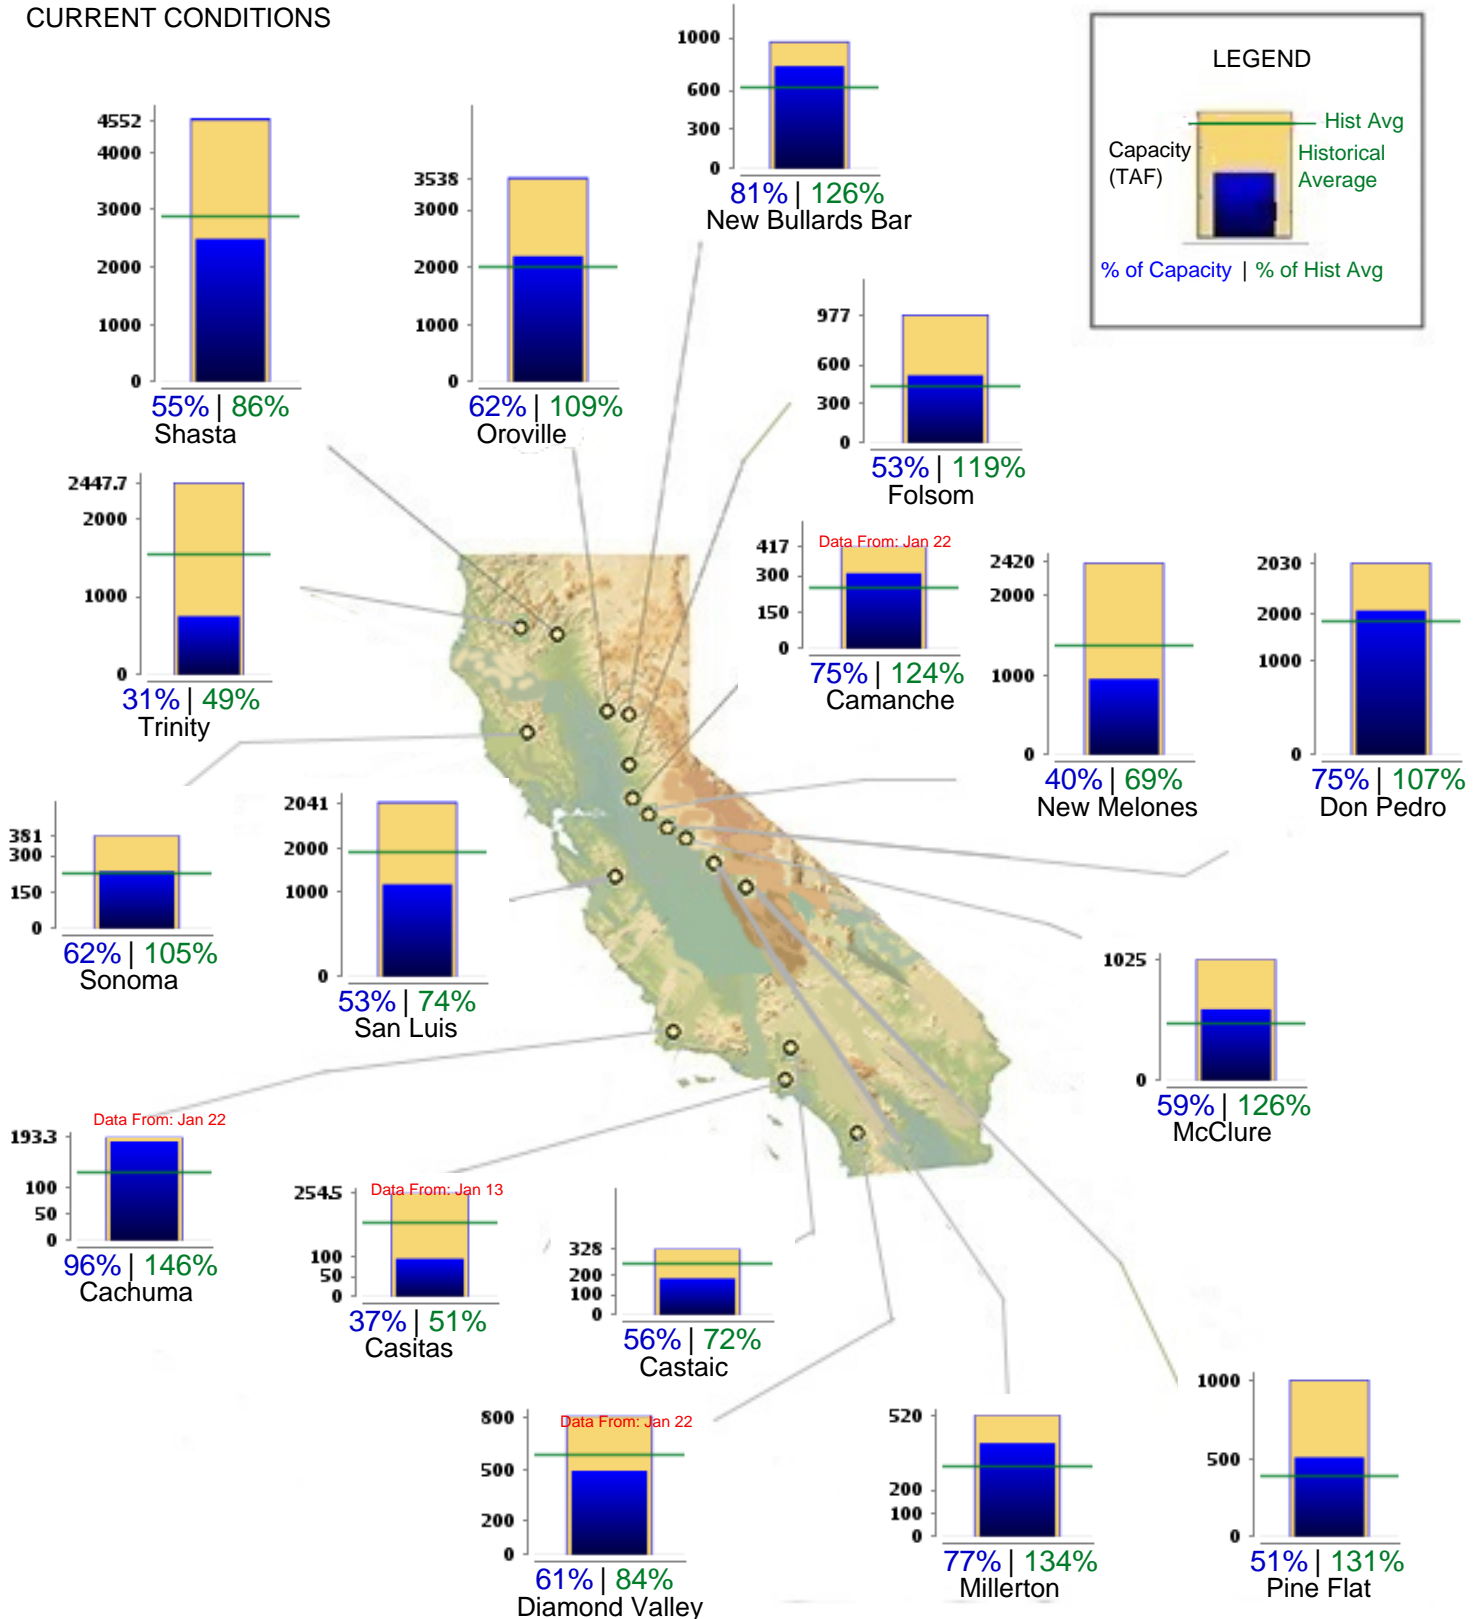 CURRENT CONDITIONS
1000
600
300
0
81% | 126%
New Bullards Bar
LEGEND
Hist Avg
Capacity
(TAF)
Historical
Average
% of Capacity | % of Hist Avg
4552
4000
3000
2000
1000
0
55% | 86%
Shasta
3538
3000
2000
1000
0
62% | 109%
Oroville
977
600
300
0
53% | 119%
Folsom
2447.7
2000
1000
0
31% | 49%
Trinity
Data From: Jan 22
417
300
150
0
75% | 124%
Camanche
2420
2000
1000
0
40% | 69%
New Melones
2030
2000
1000
0
75% | 107%
Don Pedro
381
300
150
0
62% | 105%
Sonoma
2041
2000
1000
0
53% | 74%
San Luis
1025
0
59% | 126%
McClure
Data From: Jan 22
193.3
100
50
0
96% | 146%
Cachuma
Data From: Jan 13
254.5
100
50
0
37% | 51%
Casitas
328
200
100
0
56% | 72%
Castaic
Data From: Jan 22
800
500
200
0
61% | 84%
Diamond Valley
520
200
100
0
77% | 134%
Millerton
1000
500
0
51% | 131%
Pine Flat